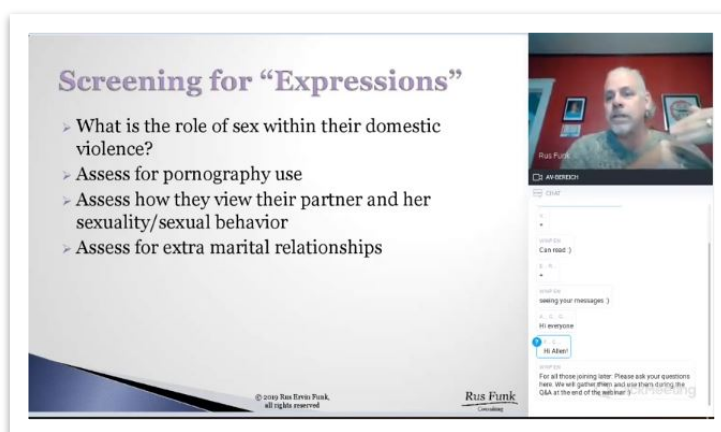 Screening for “Expressions”
➢ What is the role of sex within their domestic
violence?
➢ Assess for pornography use
➢ Assess how they view their partner and her
sexuality/sexual behavior
➢ Assess for extra marital relationships
© 2019 Rus Ervin Funk,
all rights reserved
Rus Funk
Consulting
Rus Funk
AV-BEREICH
CHAT
Can read :)
seeing your messages :)
Hi everyone
Hi Allen!
For all those joining later: Please ask your questions
here. We will gather them and use them during the
Q&A at the end of the webinar :)
ClickMeeting